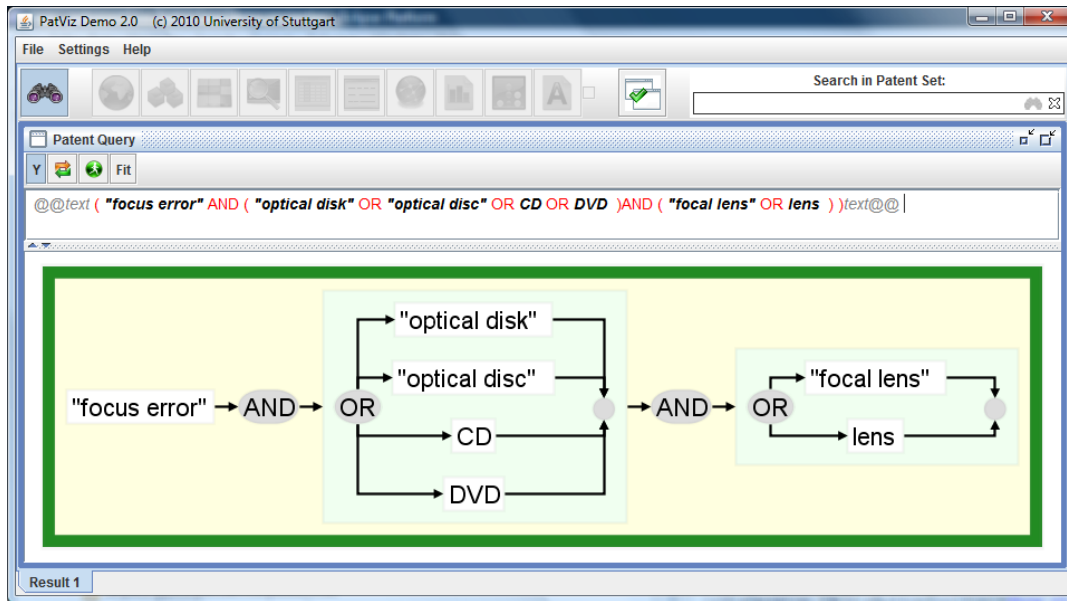 PatViz Demo 2.0 (c) 2010 University of Stuttgart
File Settings Help
Search in Patent Set:
A
Patent Query
Y Fit
@@text ( "focus error" AND ( "optical disk" OR "optical disc" OR CD OR DVD )AND ( "focal lens" OR lens ) )text@@
"optical disk"
"optical disc" "focal lens"
"focus error" AND OR AND OR
CD lens
DVD
Result 1